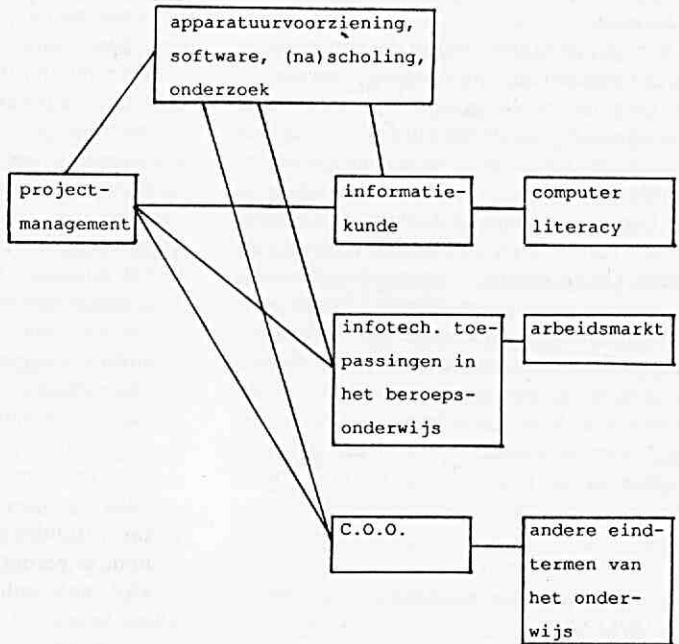 apparatuurvoorziening,
software, (na)scholing,
onderzoek
project-
management
informatie-
kunde
computer
literacy
infotech. toe-
passingen in
het beroeps-
onderwijs
arbeidsmarkt
C.O.O.
andere eind-
termen van
het onder-
wijs